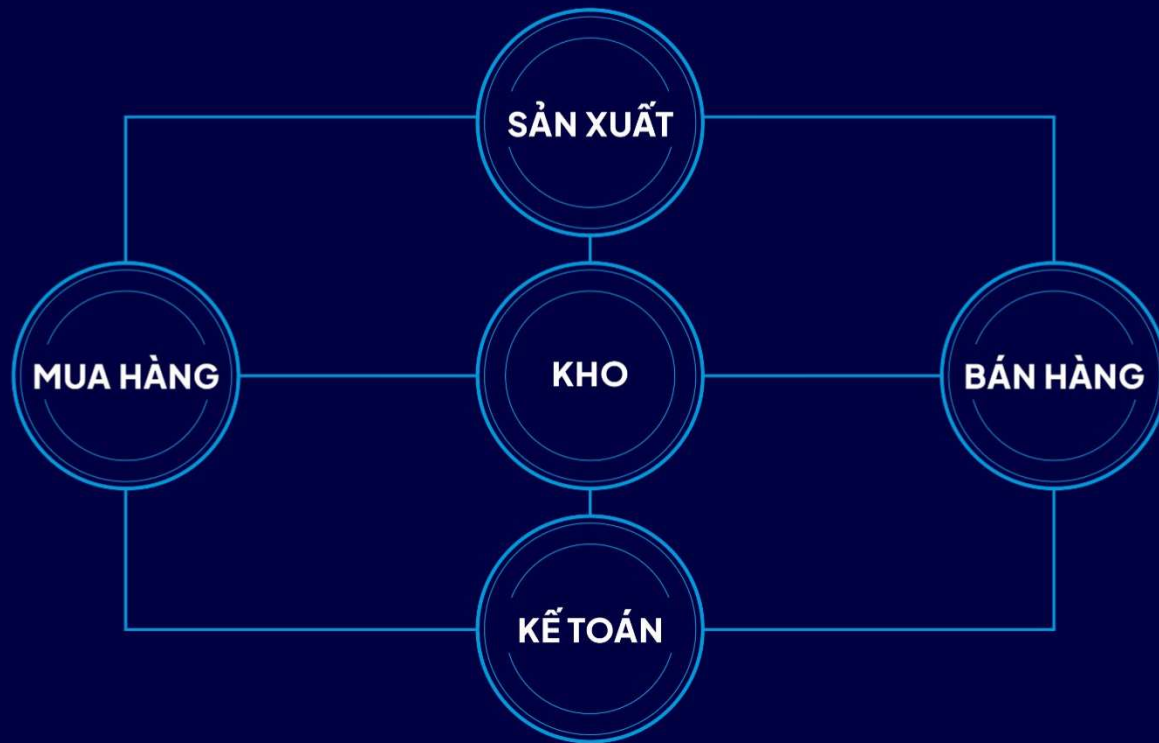 SẢN XUẤT
MUA HÀNG
KHO
BÁN HÀNG
KẾ TOÁN